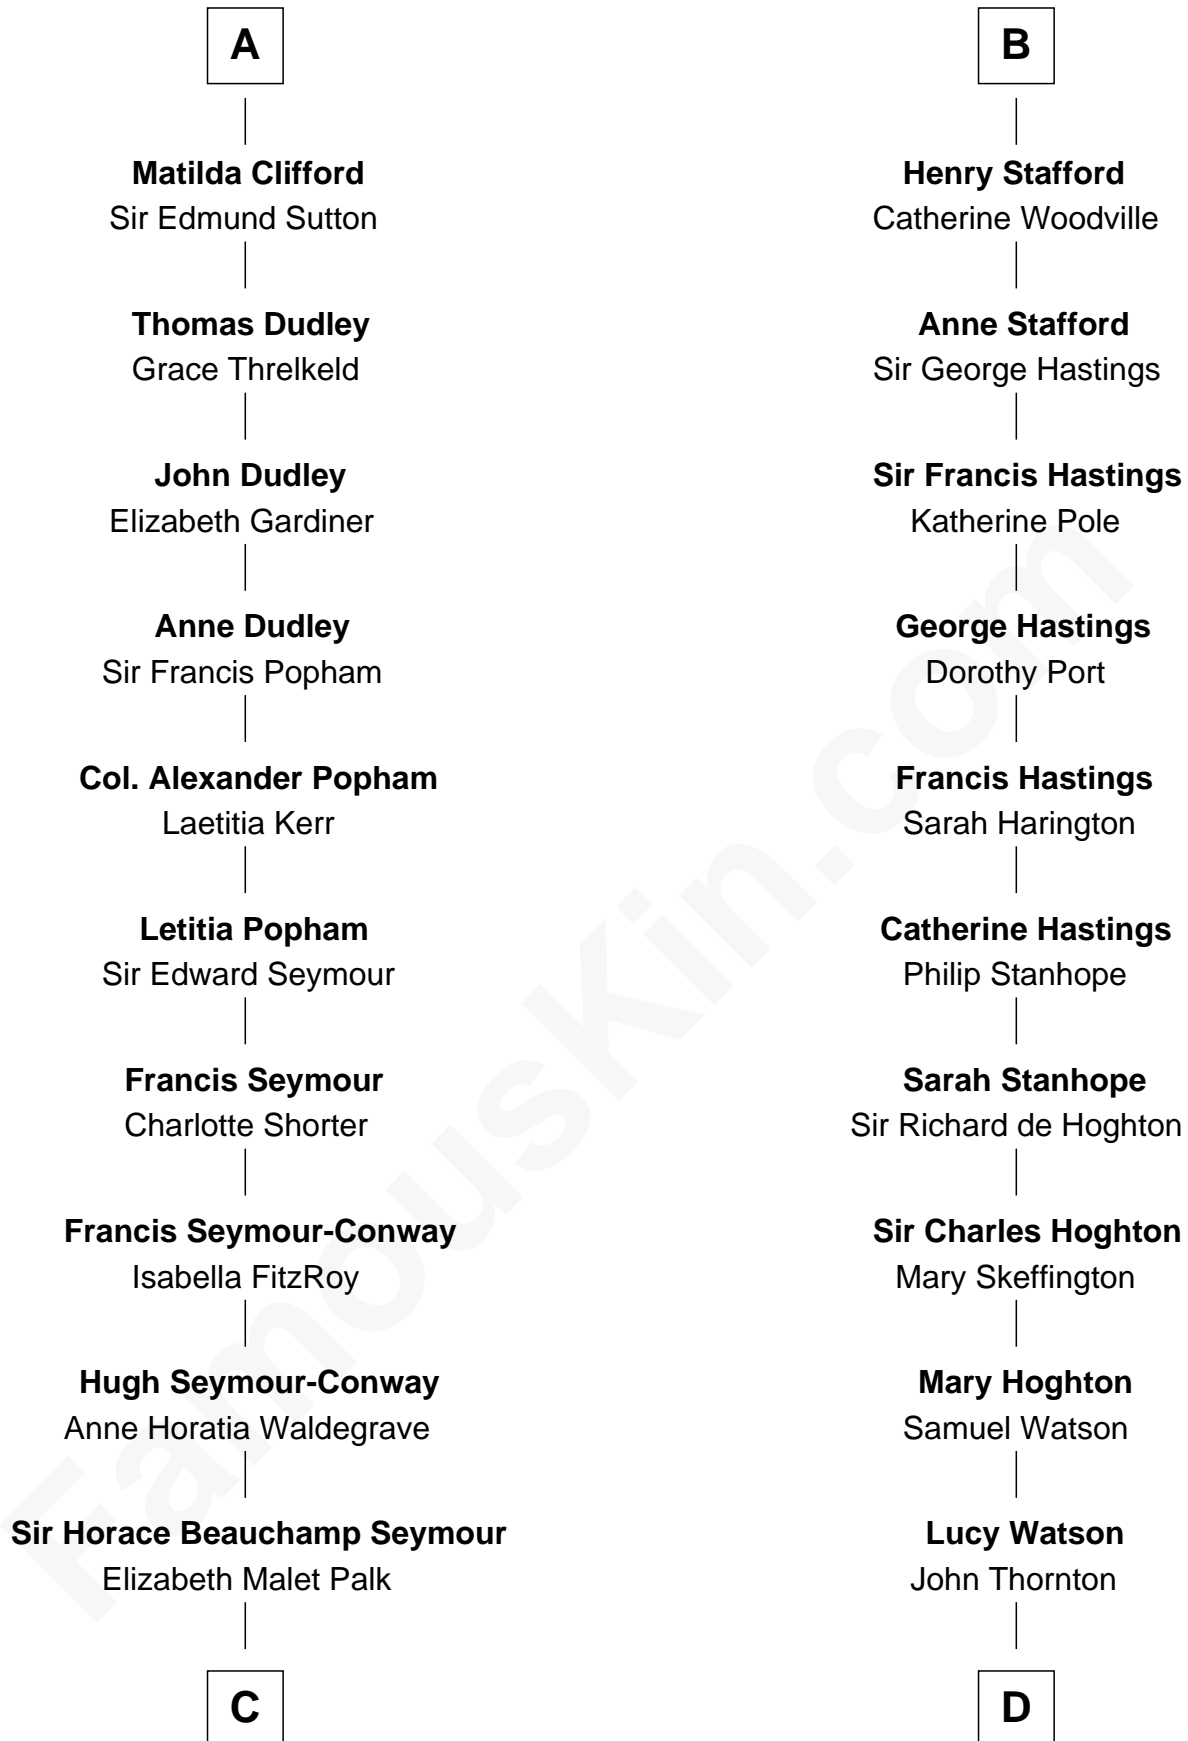 A
Matilda Clifford
Sir Edmund Sutton
Thomas Dudley
Grace Threlkeld
John Dudley
Elizabeth Gardiner
Anne Dudley
Sir Francis Popham
Col. Alexander Popham
Laetitia Kerr
Letitia Popham
Sir Edward Seymour
Francis Seymour
Charlotte Shorter
Francis Seymour-Conway
Isabella FitzRoy
Hugh Seymour-Conway
Anne Horatia Waldegrave
Sir Horace Beauchamp Seymour
Elizabeth Malet Palk
C
B
Henry Stafford
Catherine Woodville
Anne Stafford
Sir George Hastings
Sir Francis Hastings
Katherine Pole
George Hastings
Dorothy Port
Francis Hastings
Sarah Harington
Catherine Hastings
Philip Stanhope
Sarah Stanhope
Sir Richard de Hoghton
Sir Charles Hoghton
Mary Skeffington
Mary Hoghton
Samuel Watson
Lucy Watson
John Thornton
D
FamousKin.com